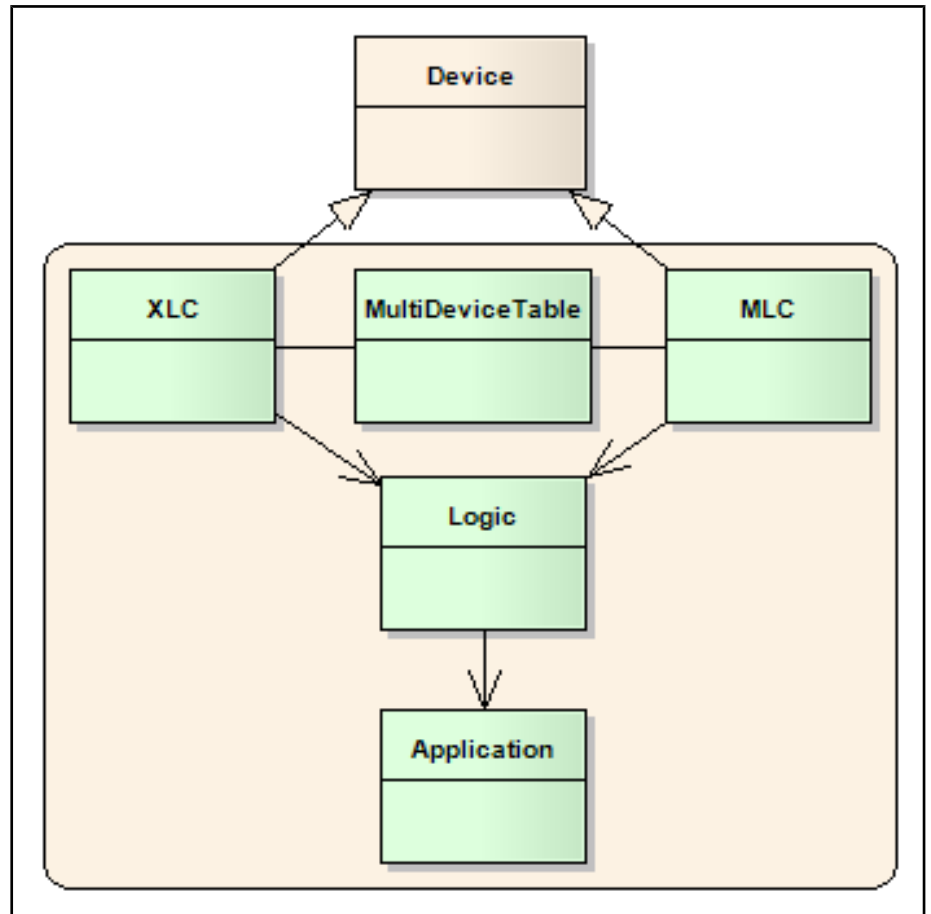 Device
XLC
MultiDeviceTable
MLC
Logic
Application